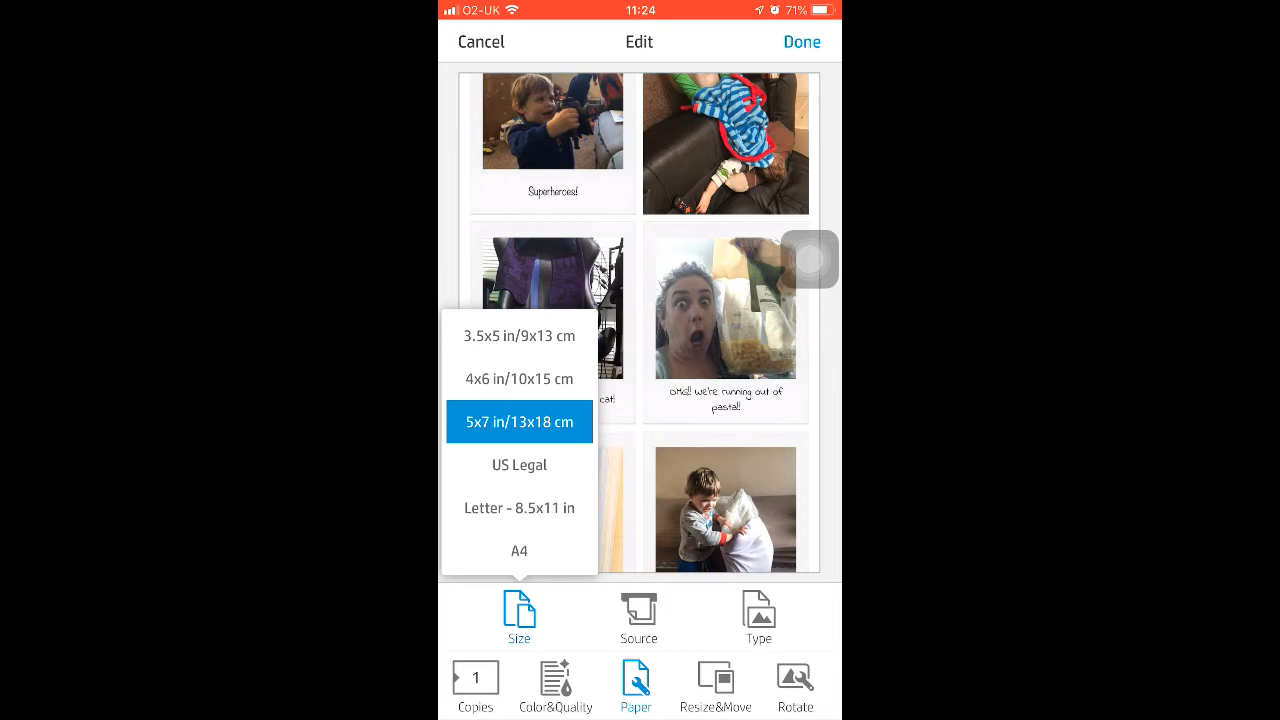 O2-UK 11:24 71%
Cancel Edit Done
Superheroes!
cat!
OMG!! We're running out of
pasta!!
3.5x5 in/9x13 cm
4x6 in/10x15 cm
5x7 in/13x18 cm
US Legal
Letter - 8.5x11 in
A4
Size Source Type
1
Copies Color&Quality Paper Resize&Move Rotate